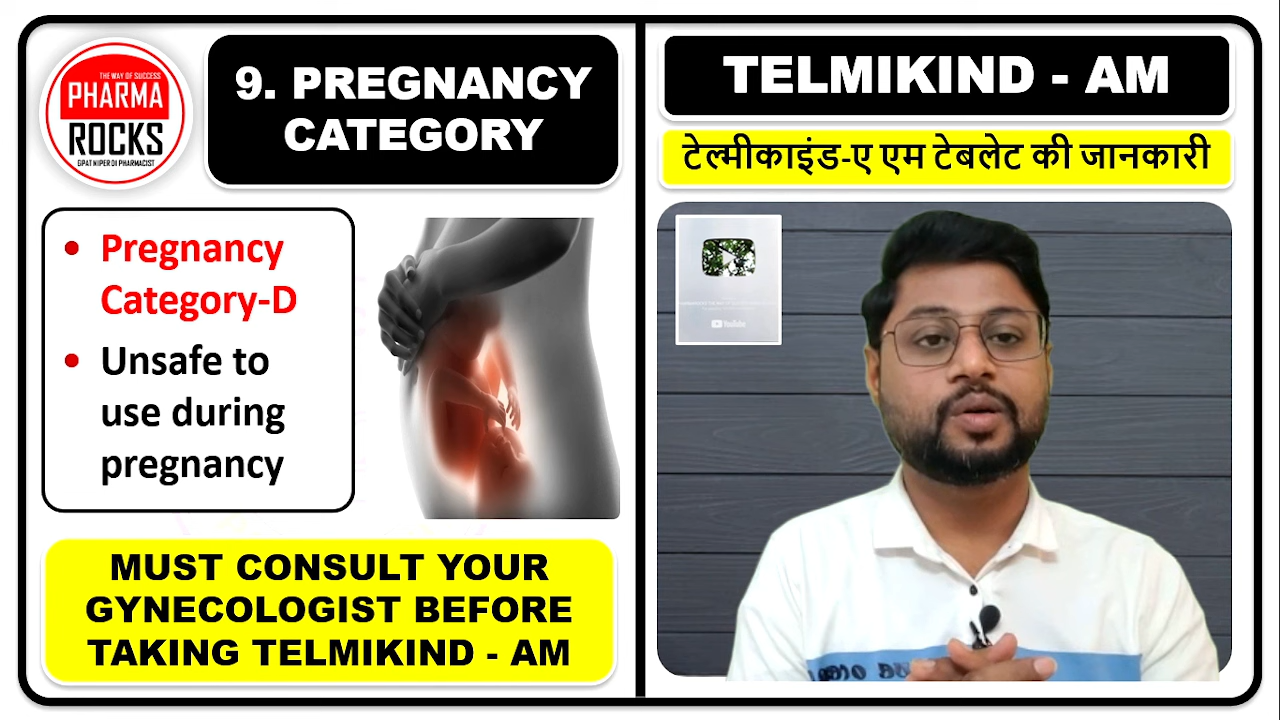 THE WAY OF SUCCESS
PHARMA
ROCKS
GPAT NIPER DI PHARMACIST
9. PREGNANCY
CATEGORY
• Pregnancy
Category-D
• Unsafe to
use during
pregnancy
MUST CONSULT YOUR
GYNECOLOGIST BEFORE
TAKING TELMIKIND - AM
TELMIKIND - AM
टेल्मीकाइंड-ए एम टेबलेट की जानकारी
YouTube